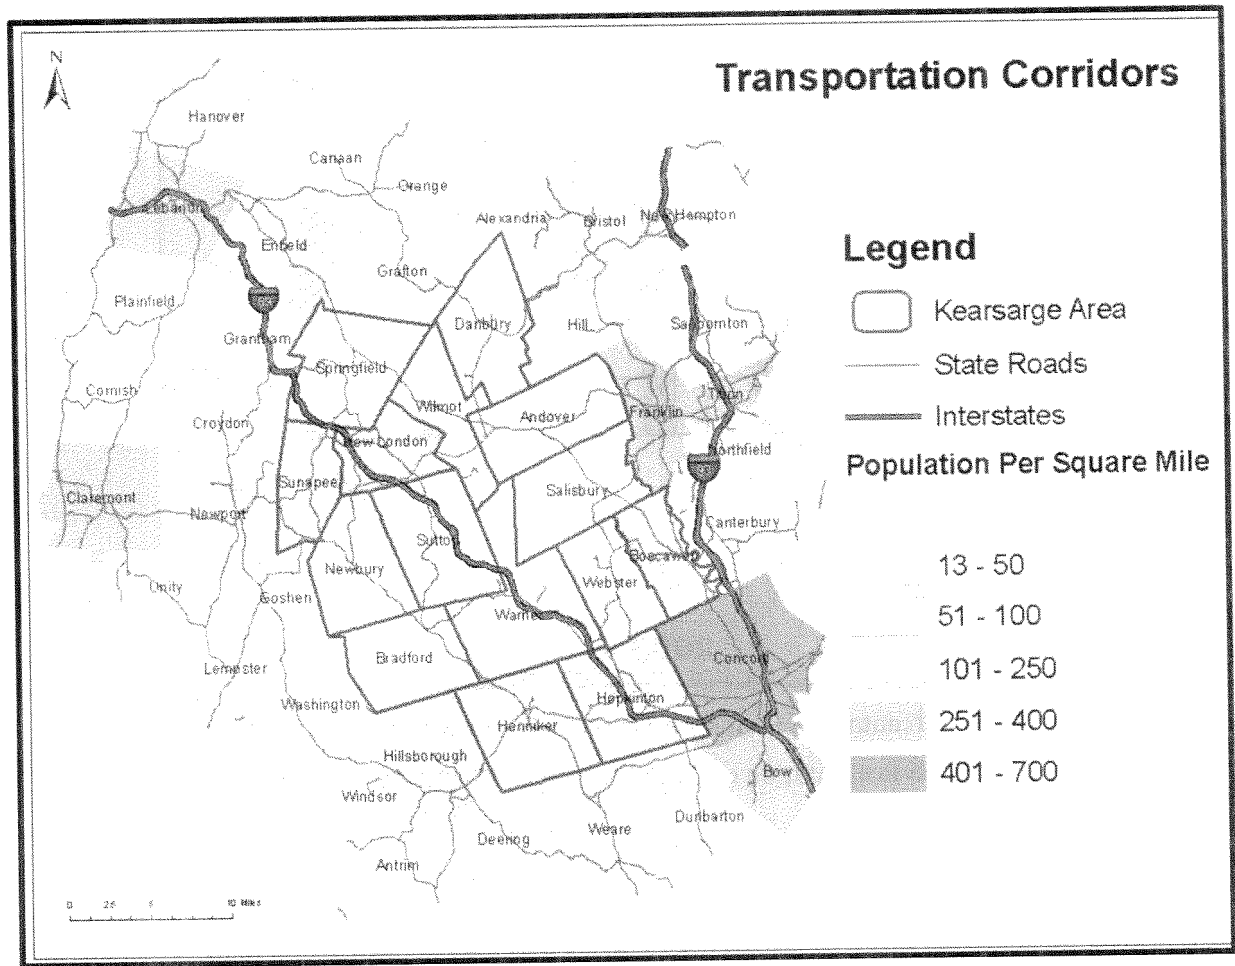 N
Transportation Corridors
Hanover
Canaan
Orange
Lebanon
Alexandria
Bristol
New Hampton
Enfield
Grafton
Legend
Plainfield
Kearsarge Area
Danbury
Hill
Sanbornton
Grantham
Springfield
State Roads
Cornish
Wilmot
Andover
Franklin
Tilton
Interstates
Croydon
New London
Northfield
Population Per Square Mile
Sunapee
Salisbury
Claremont
Newport
Canterbury
Sutton
Boscawen
Newbury
Webster
13 - 50
Unity
Goshen
Warner
51 - 100
Bradford
Concord
Lempster
101 - 250
Washington
Hopkinton
Henniker
251 - 400
Hillsborough
Bow
401 - 700
Windsor
Dunbarton
Weare
Deering
Antrim
0 2.5 5 10 Miles